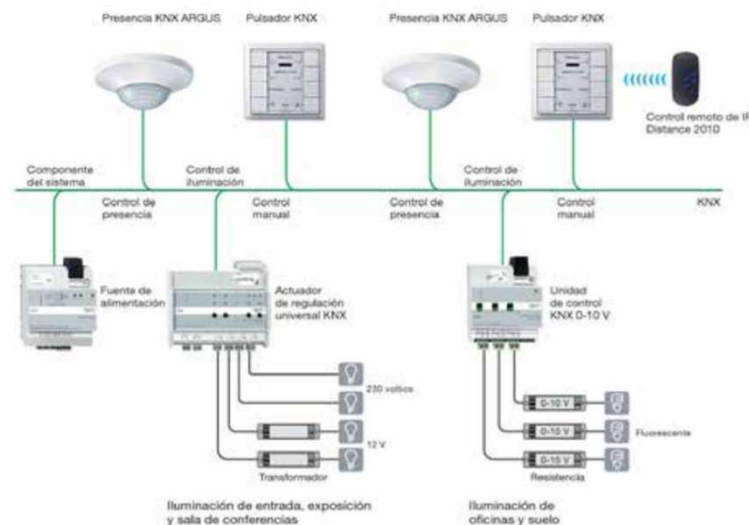 Presencia KNX ARGUS
Pulsador KNX
Presencia KNX ARGUS
Pulsador KNX
Control remoto de IR
Distance 2010
Componente
del sistema
Control de
iluminación
Control de
iluminación
Control de
presencia
Control
manual
Control de
presencia
Control
manual
KNX
Fuente de
alimentación
Actuador
de regulación
universal KNX
Unidad
de control
KNX 0-10 V
230 voltios
12 V
Transformador
0-10 V
0-10 V
0-10 V
Fluorescente
Resistencia
Iluminación de entrada, exposición
y sala de conferencias
Iluminación de
oficinas y suelo